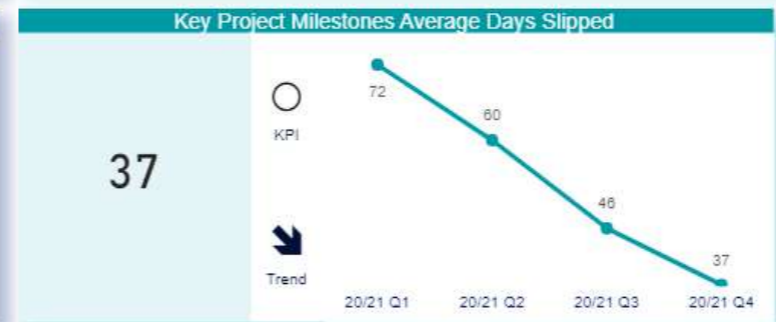 Key Project Milestones Average Days Slipped
37
KPI
Trend
72
60
46
37
20/21 Q1
20/21 Q2
20/21 Q3
20/21 Q4